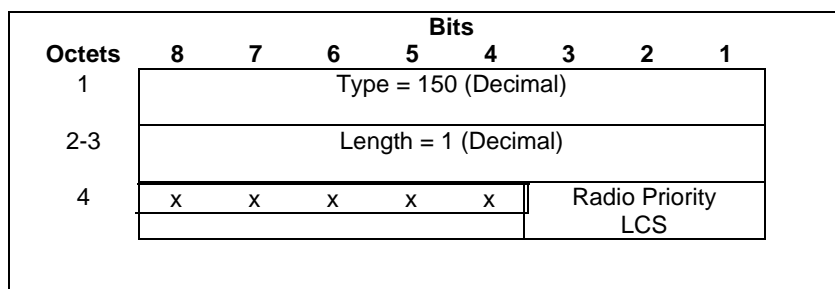 Bits
Octets 8 7 6 5 4 3 2 1
1 Type = 150 (Decimal)
2-3 Length = 1 (Decimal)
4 x x x x x Radio Priority
LCS